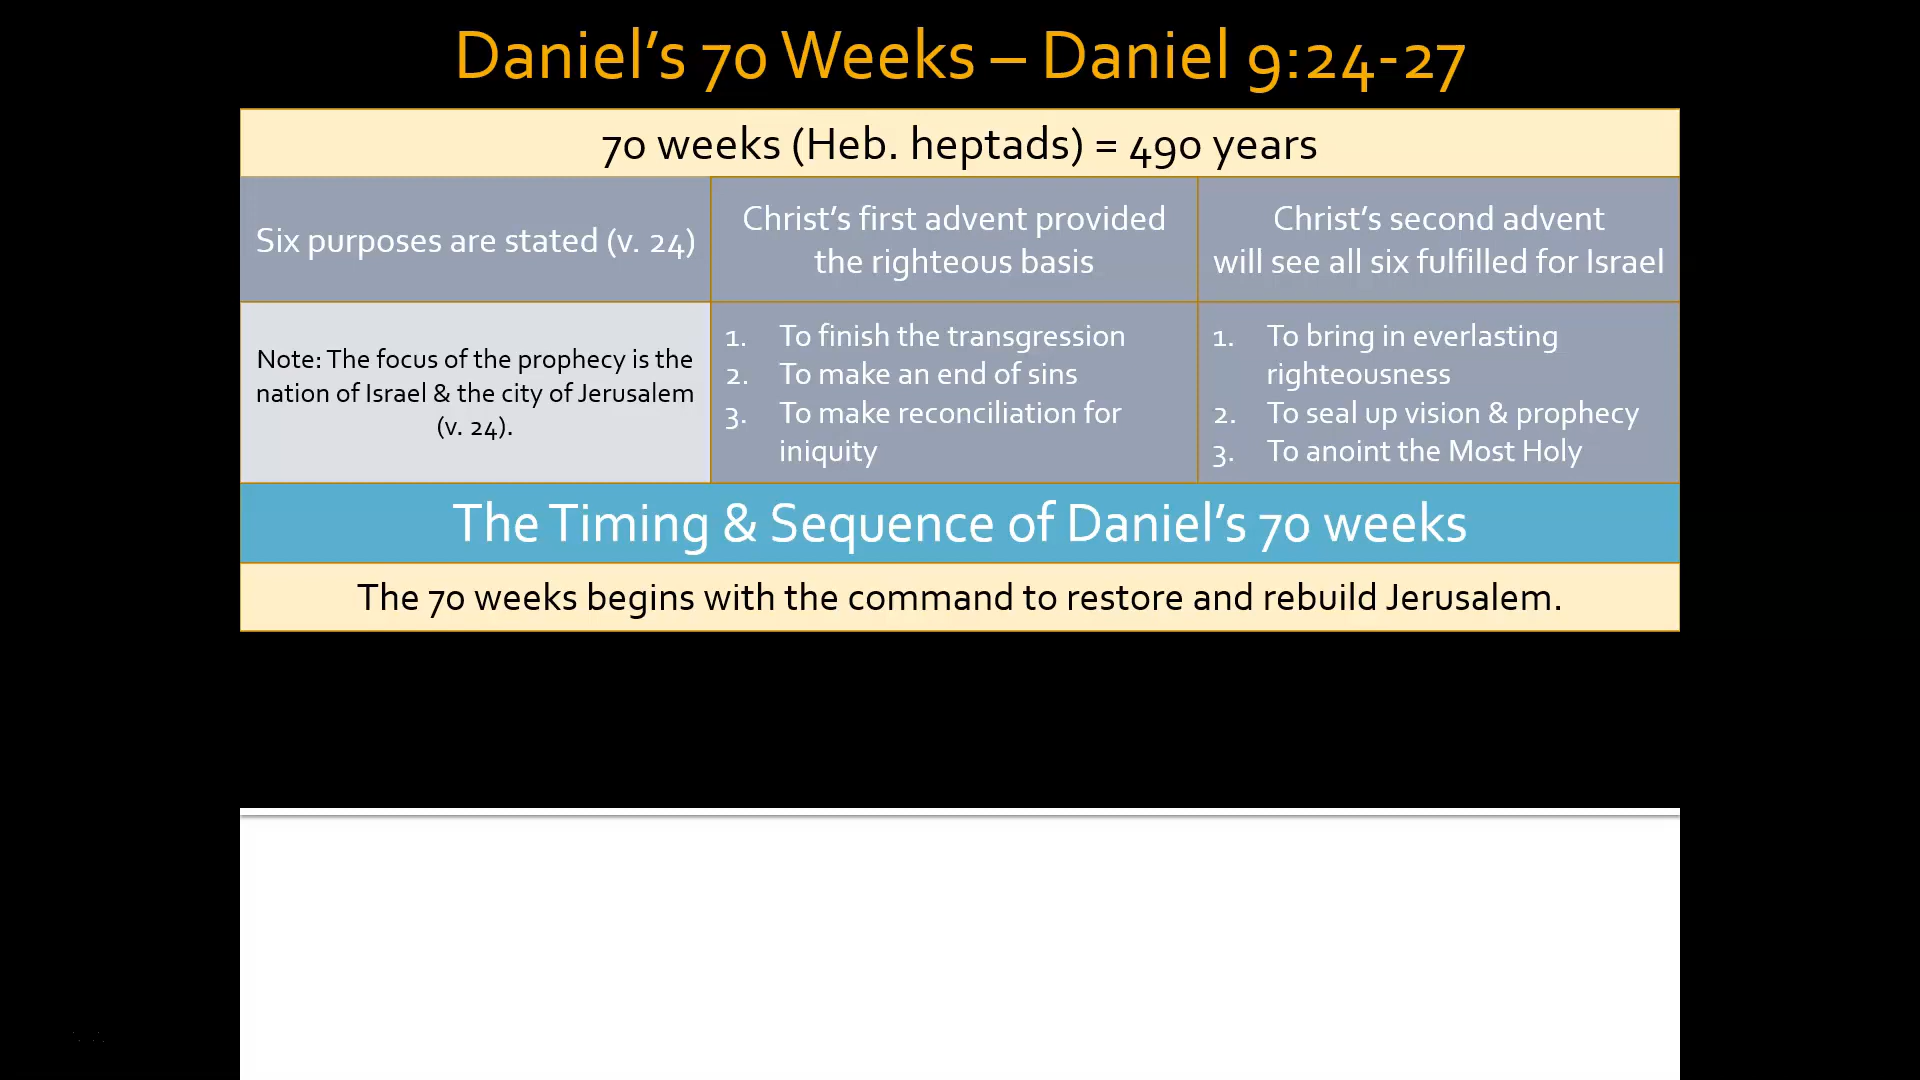 Daniel’s 70 Weeks – Daniel 9:24-27
70 weeks (Heb. heptads) = 490 years
Six purposes are stated (v. 24)
Christ’s first advent provided
the righteous basis
Christ’s second advent
will see all six fulfilled for Israel
Note: The focus of the prophecy is the
nation of Israel & the city of Jerusalem
(v. 24).
1. To finish the transgression
2. To make an end of sins
3. To make reconciliation for
iniquity
1. To bring in everlasting
righteousness
2. To seal up vision & prophecy
3. To anoint the Most Holy
The Timing & Sequence of Daniel’s 70 weeks
The 70 weeks begins with the command to restore and rebuild Jerusalem.